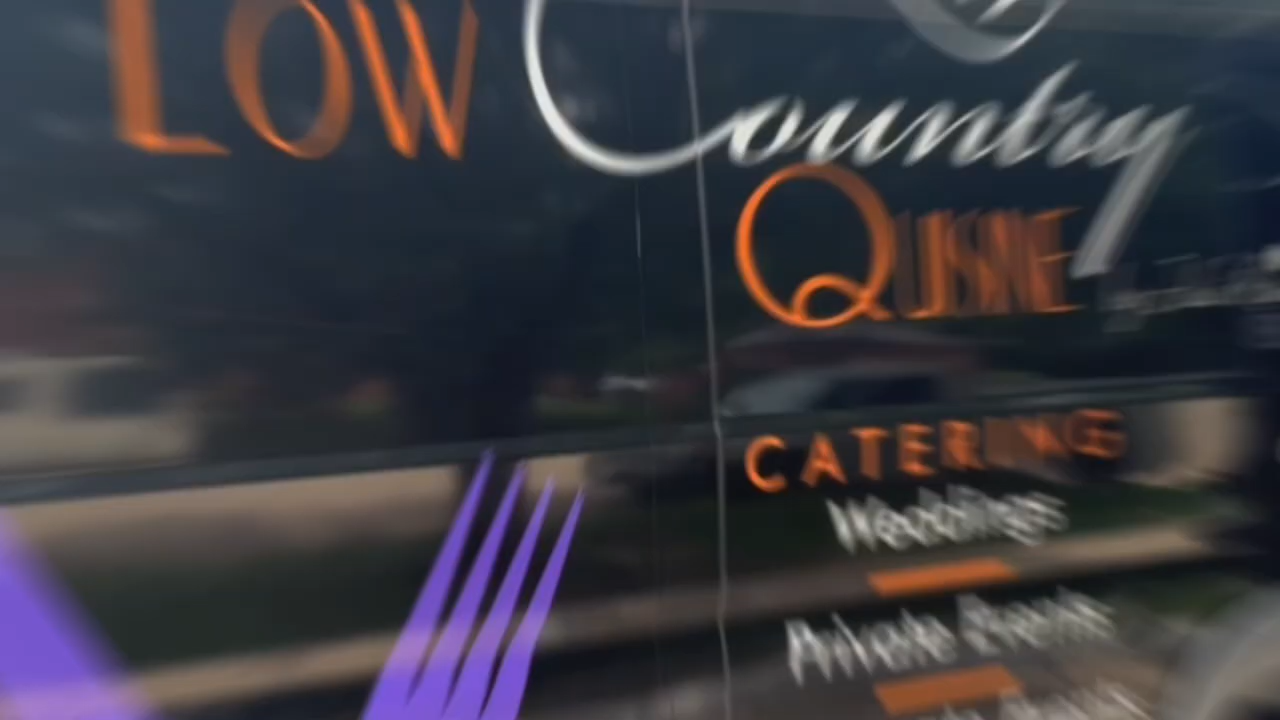 LOW Country
QUISINE
CATERING
Weddings
Private Events